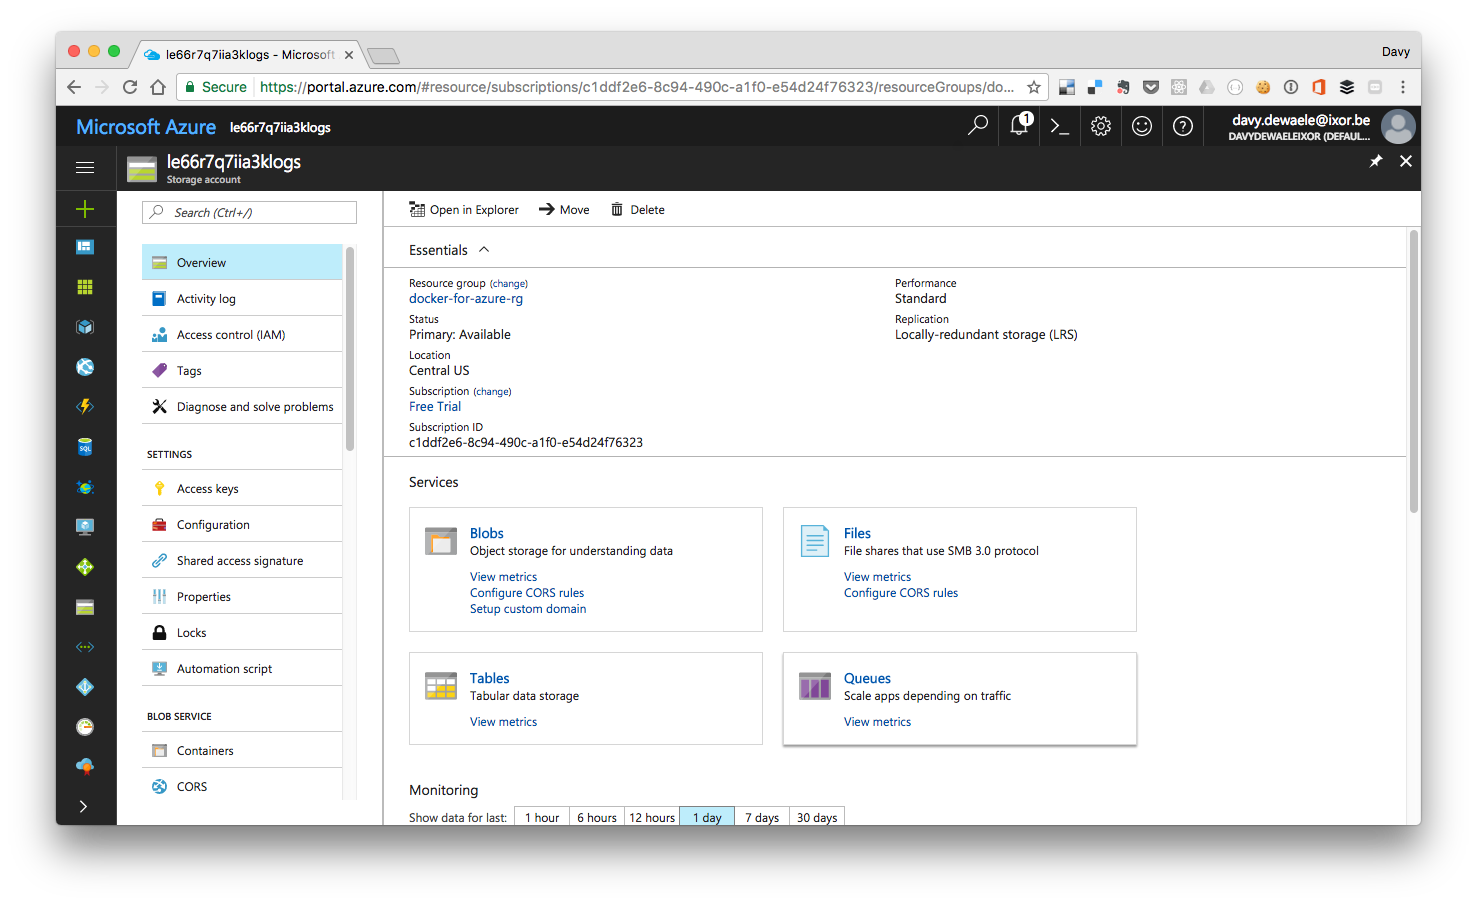 le66r7q7iia3klogs - Microsoft
Davy
Secure https://portal.azure.com/#resource/subscriptions/c1ddf2e6-8c94-490c-a1f0-e54d24f76323/resourceGroups/do...
Microsoft Azure le66r7q7iia3klogs
1
davy.dewaele@ixor.be
DAVYDEWAELEIXOR (DEFAUL...
le66r7q7iia3klogs
Storage account
Search (Ctrl+/)
Overview
Activity log
Access control (IAM)
Tags
Diagnose and solve problems
SETTINGS
Access keys
Configuration
Shared access signature
Properties
Locks
Automation script
BLOB SERVICE
Containers
CORS
SQL
Open in Explorer Move Delete
Essentials
Resource group (change)
docker-for-azure-rg
Status
Primary: Available
Location
Central US
Subscription (change)
Free Trial
Subscription ID
c1ddf2e6-8c94-490c-a1f0-e54d24f76323
Performance
Standard
Replication
Locally-redundant storage (LRS)
Services
Blobs
Object storage for understanding data
View metrics
Configure CORS rules
Setup custom domain
Files
File shares that use SMB 3.0 protocol
View metrics
Configure CORS rules
Tables
Tabular data storage
View metrics
Queues
Scale apps depending on traffic
View metrics
Monitoring
Show data for last: 1 hour 6 hours 12 hours 1 day 7 days 30 days